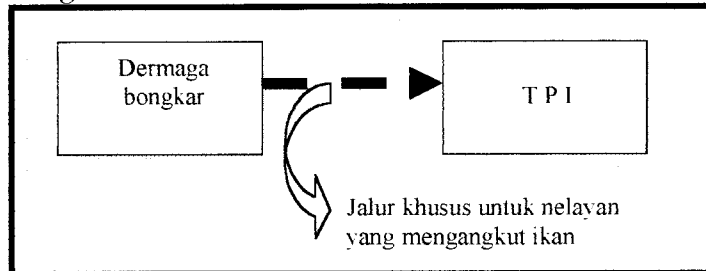 Dermaga
bongkar
T P I
Jalur khusus untuk nelayan
yang mengangkut ikan